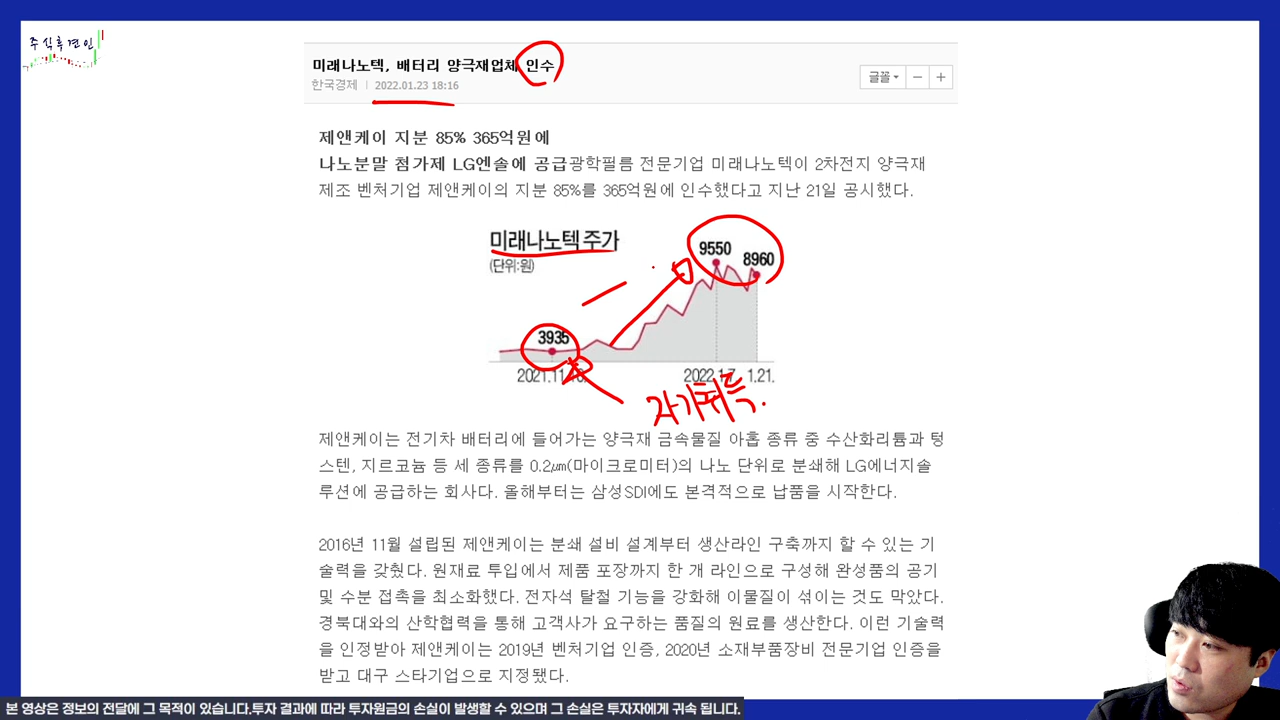 주식후견인
미래나노텍, 배터리 양극재업체 인수
한국경제 | 2022.01.23 18:16
글꼴 - +
제앤케이 지분 85% 365억원에
나노분말 첨가제 LG엔솔에 공급광학필름 전문기업 미래나노텍이 2차전지 양극재
제조 벤처기업 제앤케이의 지분 85%를 365억원에 인수했다고 지난 21일 공시했다.
미래나노텍 주가
(단위:원)
9550
8960
3935
2021.11.
2022.1.7. 1.21.
자기취득.
제앤케이는 전기차 배터리에 들어가는 양극재 금속물질 아홉 종류 중 수산화리튬과 텅
스텐, 지르코늄 등 세 종류를 0.2㎛(마이크로미터)의 나노 단위로 분쇄해 LG에너지솔
루션에 공급하는 회사다. 올해부터는 삼성SDI에도 본격적으로 납품을 시작한다.
2016년 11월 설립된 제앤케이는 분쇄 설비 설계부터 생산라인 구축까지 할 수 있는 기
술력을 갖췄다. 원재료 투입에서 제품 포장까지 한 개 라인으로 구성해 완성품의 공기
및 수분 접촉을 최소화했다. 전자석 탈철 기능을 강화해 이물질이 섞이는 것도 막았다.
경북대와의 산학협력을 통해 고객사가 요구하는 품질의 원료를 생산한다. 이런 기술력
을 인정받아 제앤케이는 2019년 벤처기업 인증, 2020년 소재부품장비 전문기업 인증을
받고 대구 스타기업으로 지정됐다.
본 영상은 정보의 전달에 그 목적이 있습니다.투자 결과에 따라 투자원금의 손실이 발생할 수 있으며 그 손실은 투자자에게 귀속 됩니다.